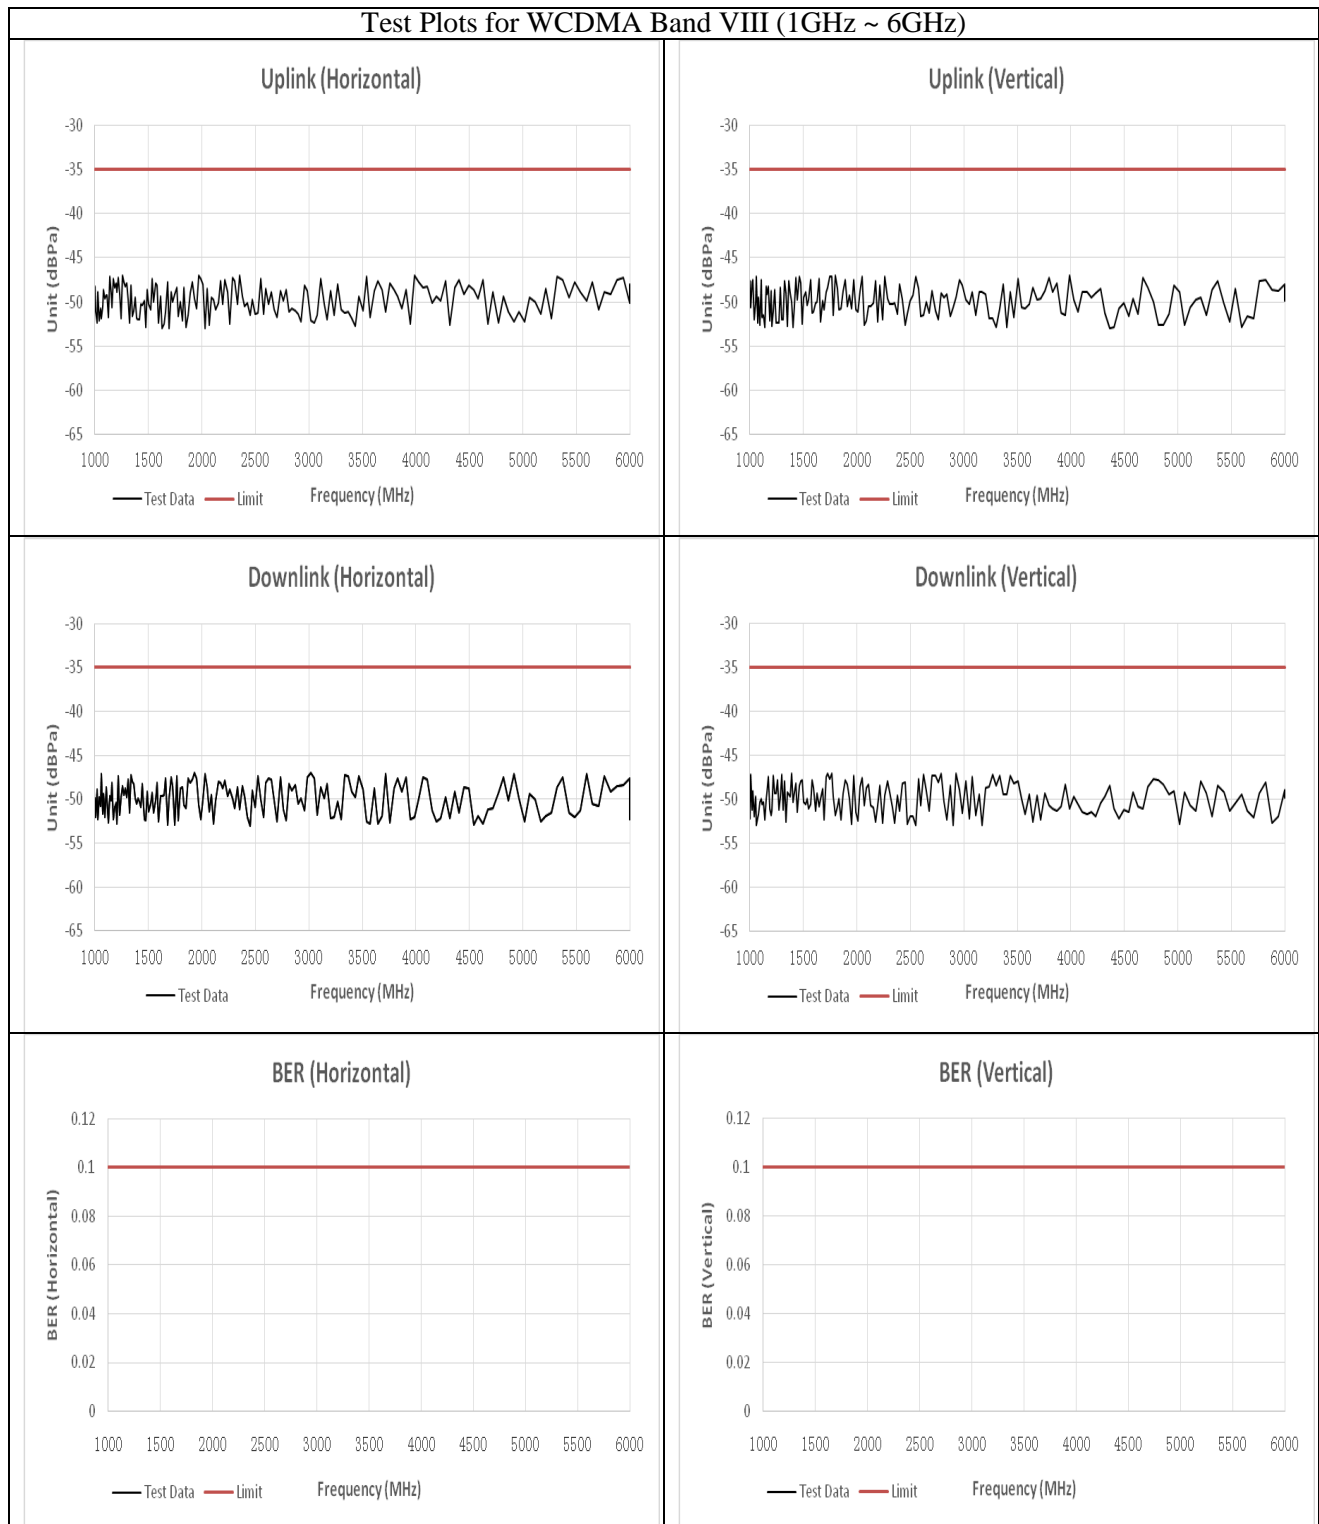 Test Plots for WCDMA Band VIII (1GHz ~ 6GHz)
Uplink (Horizontal)
Unit (dBPa)
-30
-35
-40
-45
-50
-55
-60
-65
1000 1500 2000 2500 3000 3500 4000 4500 5000 5500 6000
Test Data Limit Frequency (MHz)
Uplink (Vertical)
Unit (dBPa)
-30
-35
-40
-45
-50
-55
-60
-65
1000 1500 2000 2500 3000 3500 4000 4500 5000 5500 6000
Test Data Limit Frequency (MHz)
Downlink (Horizontal)
Unit (dBPa)
-30
-35
-40
-45
-50
-55
-60
-65
1000 1500 2000 2500 3000 3500 4000 4500 5000 5500 6000
Test Data Frequency (MHz)
Downlink (Vertical)
Unit (dBPa)
-30
-35
-40
-45
-50
-55
-60
-65
1000 1500 2000 2500 3000 3500 4000 4500 5000 5500 6000
Test Data Limit Frequency (MHz)
BER (Horizontal)
BER (Horizontal)
0.12
0.1
0.08
0.06
0.04
0.02
0
1000 1500 2000 2500 3000 3500 4000 4500 5000 5500 6000
Test Data Limit Frequency (MHz)
BER (Vertical)
BER (Vertical)
0.12
0.1
0.08
0.06
0.04
0.02
0
1000 1500 2000 2500 3000 3500 4000 4500 5000 5500 6000
Test Data Limit Frequency (MHz)